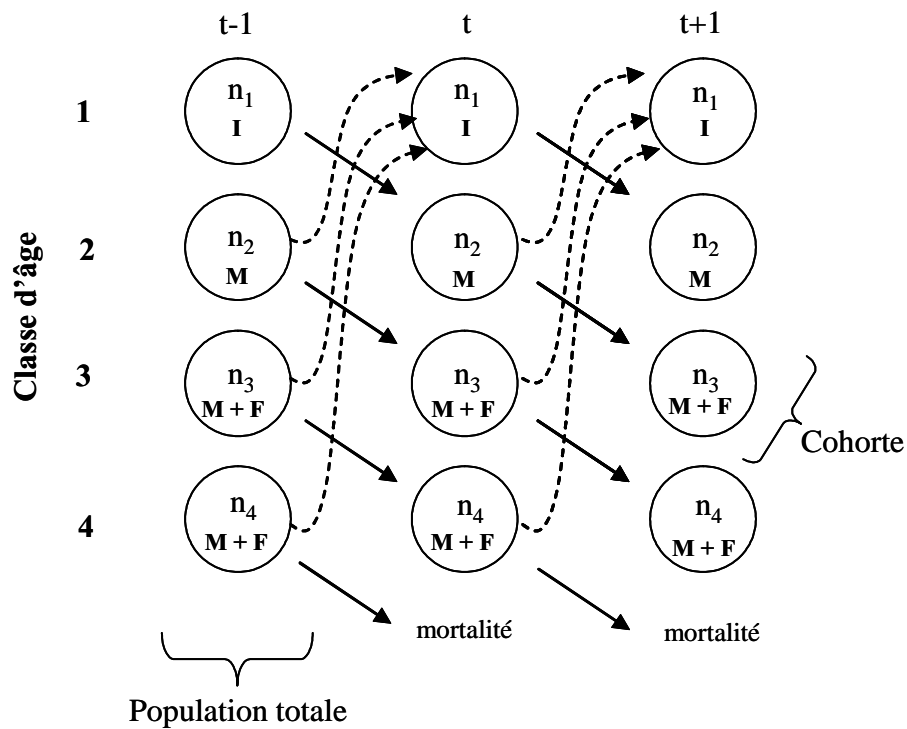 t-1 t t+1
1 n1 n1 n1
I I I
2 n2 n2 n2
M M M
Classe d'âge
3 n3 n3 n3
M + F M + F M + F
Cohorte
4 n4 n4 n4
M + F M + F M + F
mortalité mortalité
Population totale